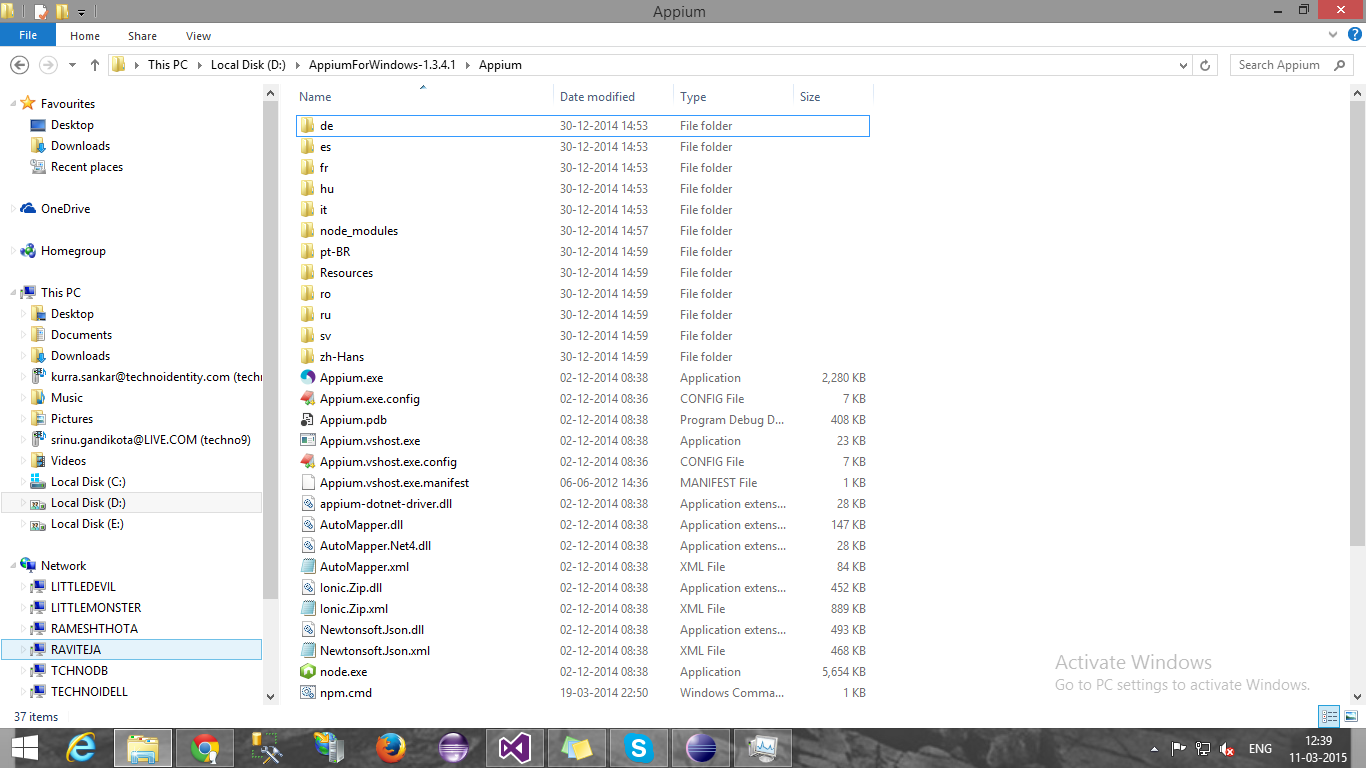 Appium
File Home Share View
This PC Local Disk (D:) AppiumForWindows-1.3.4.1 Appium
Search Appium
Favourites
Desktop
Downloads
Recent places
OneDrive
Homegroup
This PC
Desktop
Documents
Downloads
kurra.sankar@technoidentity.com (techn
Music
Pictures
srinu.gandikota@LIVE.COM (techno9)
Videos
Local Disk (C:)
Local Disk (D:)
Local Disk (E:)
Network
LITTLEDEVIL
LITTLEMONSTER
RAMESHTHOTA
RAVITEJA
TCHNODB
TECHNOIDELL
Name Date modified Type Size
de 30-12-2014 14:53 File folder
es 30-12-2014 14:53 File folder
fr 30-12-2014 14:53 File folder
hu 30-12-2014 14:53 File folder
it 30-12-2014 14:53 File folder
node_modules 30-12-2014 14:57 File folder
pt-BR 30-12-2014 14:59 File folder
Resources 30-12-2014 14:59 File folder
ro 30-12-2014 14:59 File folder
ru 30-12-2014 14:59 File folder
sv 30-12-2014 14:59 File folder
zh-Hans 30-12-2014 14:59 File folder
Appium.exe 02-12-2014 08:38 Application 2,280 KB
Appium.exe.config 02-12-2014 08:36 CONFIG File 7 KB
Appium.pdb 02-12-2014 08:38 Program Debug D... 408 KB
Appium.vshost.exe 02-12-2014 08:38 Application 23 KB
Appium.vshost.exe.config 02-12-2014 08:36 CONFIG File 7 KB
Appium.vshost.exe.manifest 06-06-2012 14:36 MANIFEST File 1 KB
appium-dotnet-driver.dll 02-12-2014 08:38 Application extens... 28 KB
AutoMapper.dll 02-12-2014 08:38 Application extens... 147 KB
AutoMapper.Net4.dll 02-12-2014 08:38 Application extens... 28 KB
AutoMapper.xml 02-12-2014 08:38 XML File 84 KB
Ionic.Zip.dll 02-12-2014 08:38 Application extens... 452 KB
Ionic.Zip.xml 02-12-2014 08:38 XML File 889 KB
Newtonsoft.Json.dll 02-12-2014 08:38 Application extens... 493 KB
Newtonsoft.Json.xml 02-12-2014 08:38 XML File 468 KB
node.exe 02-12-2014 08:38 Application 5,654 KB
npm.cmd 19-03-2014 22:50 Windows Comma... 1 KB
Activate Windows
Go to PC settings to activate Windows.
37 items
ENG
12:39
11-03-2015